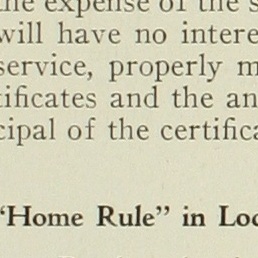 the expense of the s
will have no intere
service, properly m
tificates and the an
cipal of the certifica
"Home Rule" in Loc